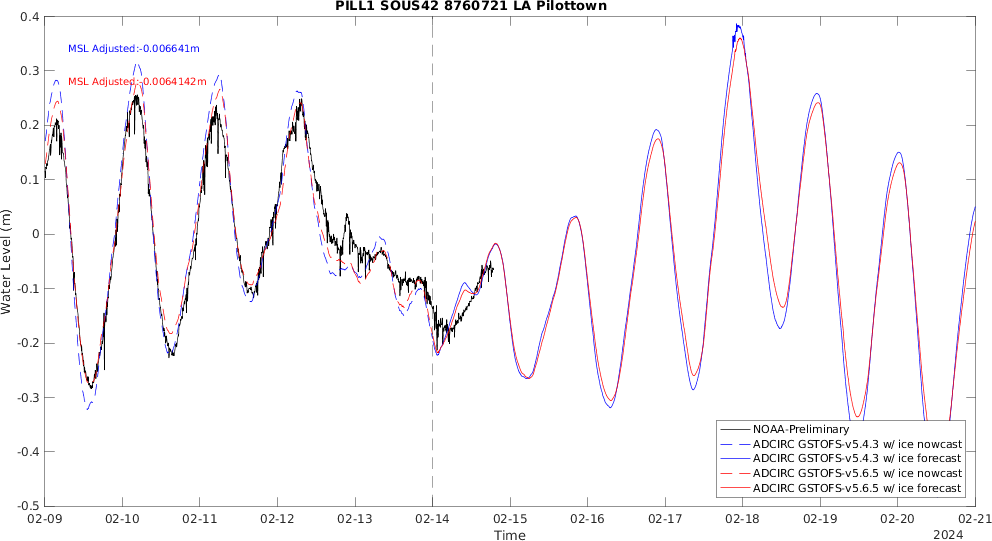 PILL1 SOUS42 8760721 LA Pilottown
MSL Adjusted:-0.006641m
MSL Adjusted:-0.0064142m
Water Level (m)
0.4
0.3
0.2
0.1
0
-0.1
-0.2
-0.3
-0.4
-0.5
NOAA-Preliminary
ADCIRC GSTOFS-v5.4.3 w/ ice nowcast
ADCIRC GSTOFS-v5.4.3 w/ ice forecast
ADCIRC GSTOFS-v5.6.5 w/ ice nowcast
ADCIRC GSTOFS-v5.6.5 w/ ice forecast
02-09 02-10 02-11 02-12 02-13 02-14 02-15 02-16 02-17 02-18 02-19 02-20 02-21
Time
2024